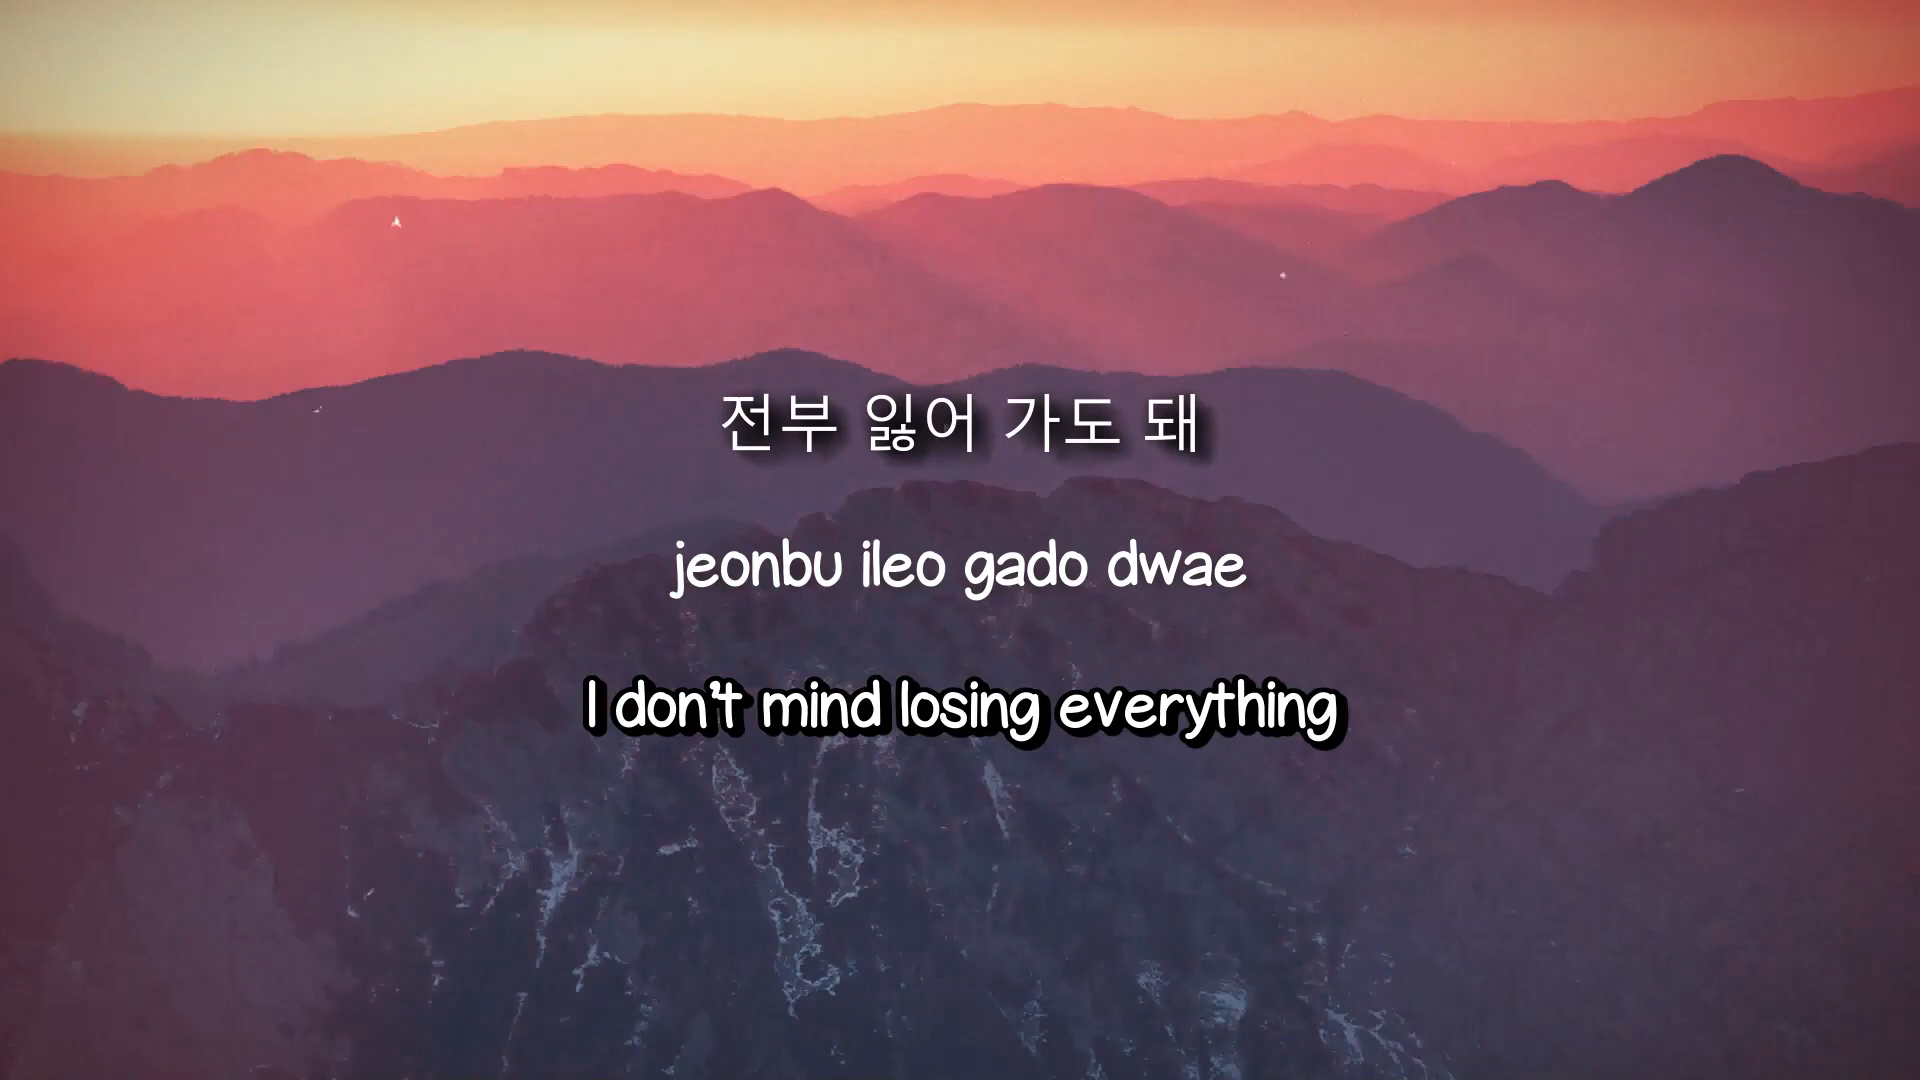 전부 잃어 가도 돼
jeonbu ileo gado dwae
I don't mind losing everything